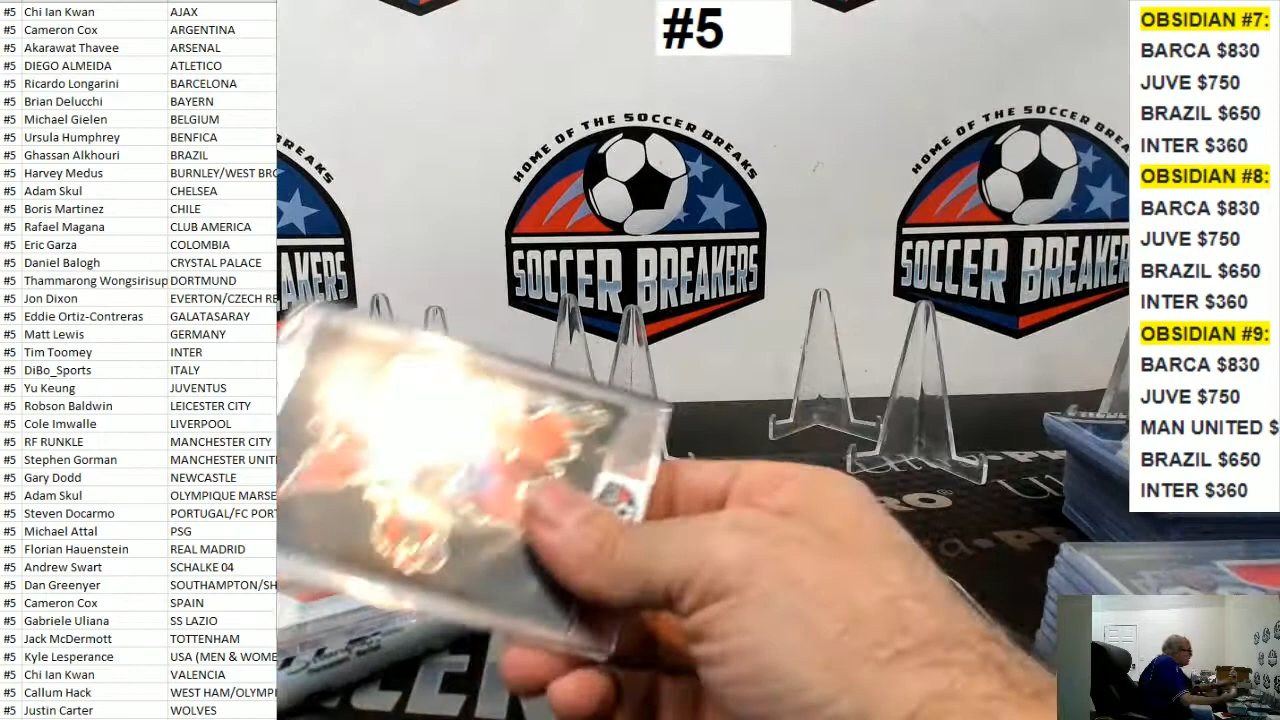 #5 Chi Ian Kwan AJAX
#5 Cameron Cox ARGENTINA
#5 Akarawat Thavee ARSENAL
#5 DIEGO ALMEIDA ATLETICO
#5 Ricardo Longarini BARCELONA
#5 Brian Delucchi BAYERN
#5 Michael Gielen BELGIUM
#5 Ursula Humphrey BENFICA
#5 Ghassan Alkhouri BRAZIL
#5 Harvey Medus BURNLEY/WEST BRO
#5 Adam Skul CHELSEA
#5 Boris Martinez CHILE
#5 Rafael Magana CLUB AMERICA
#5 Eric Garza COLOMBIA
#5 Daniel Balogh CRYSTAL PALACE
#5 Thammarong Wongsirisup DORTMUND
#5 Jon Dixon EVERTON/CZECH RE
#5 Eddie Ortiz-Contreras GALATASARAY
#5 Matt Lewis GERMANY
#5 Tim Toomey INTER
#5 DiBo_Sports ITALY
#5 Yu Keung JUVENTUS
#5 Robson Baldwin LEICESTER CITY
#5 Cole Imwalle LIVERPOOL
#5 RF RUNKLE MANCHESTER CITY
#5 Stephen Gorman MANCHESTER UNIT
#5 Gary Dodd NEWCASTLE
#5 Adam Skul OLYMPIQUE MARSE
#5 Steven Docarmo PORTUGAL/FC POR
#5 Michael Attal PSG
#5 Florian Hauenstein REAL MADRID
#5 Andrew Swart SCHALKE 04
#5 Dan Greenyer SOUTHAMPTON/SH
#5 Cameron Cox SPAIN
#5 Gabriele Uliana SS LAZIO
#5 Jack McDermott TOTTENHAM
#5 Kyle Lesperance USA (MEN & WOME
#5 Chi Ian Kwan VALENCIA
#5 Callum Hack WEST HAM/OLYMPI
#5 Justin Carter WOLVES
#5
BREAKS
AKERS
HOME OF THE SOCCER BREAKS
SOCCER BREAKERS
HOME OF THE SOCCER BREA
SOCCER BREAKER
SOCCER
OBSIDIAN #7:
BARCA $830
JUVE $750
BRAZIL $650
INTER $360
OBSIDIAN #8:
BARCA $830
JUVE $750
BRAZIL $650
INTER $360
OBSIDIAN #9:
BARCA $830
JUVE $750
MAN UNITED $
BRAZIL $650
INTER $360